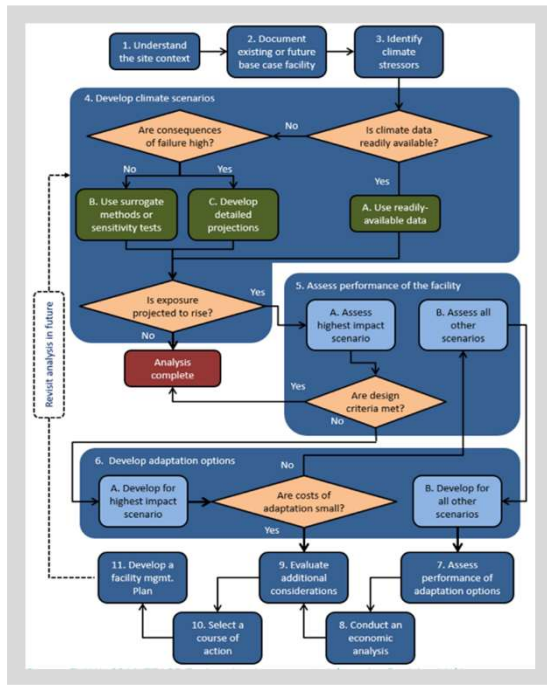 1. Understand
the site context
2. Document
existing or future
base case facility
3. Identify
climate
stressors
4. Develop climate scenarios
Are consequences
of failure high?
No
Is climate data
readily available?
No
Yes
Yes
B. Use surrogate
methods or
sensitivity tests
C. Develop
detailed
projections
A. Use readily-
available data
Is exposure
projected to rise?
Yes
No
Analysis
complete
5. Assess performance of the facility
A. Assess
highest impact
scenario
B. Assess all
other
scenarios
Yes
Are design
criteria met?
No
Revisit analysis in future
6. Develop adaptation options
No
A. Develop for
highest impact
scenario
Are costs of
adaptation small?
B. Develop for
all other
scenarios
Yes
11. Develop a
facility mgmt.
Plan
9. Evaluate
additional
considerations
7. Assess
performance of
adaptation options
10. Select a
course of
action
8. Conduct an
economic
analysis